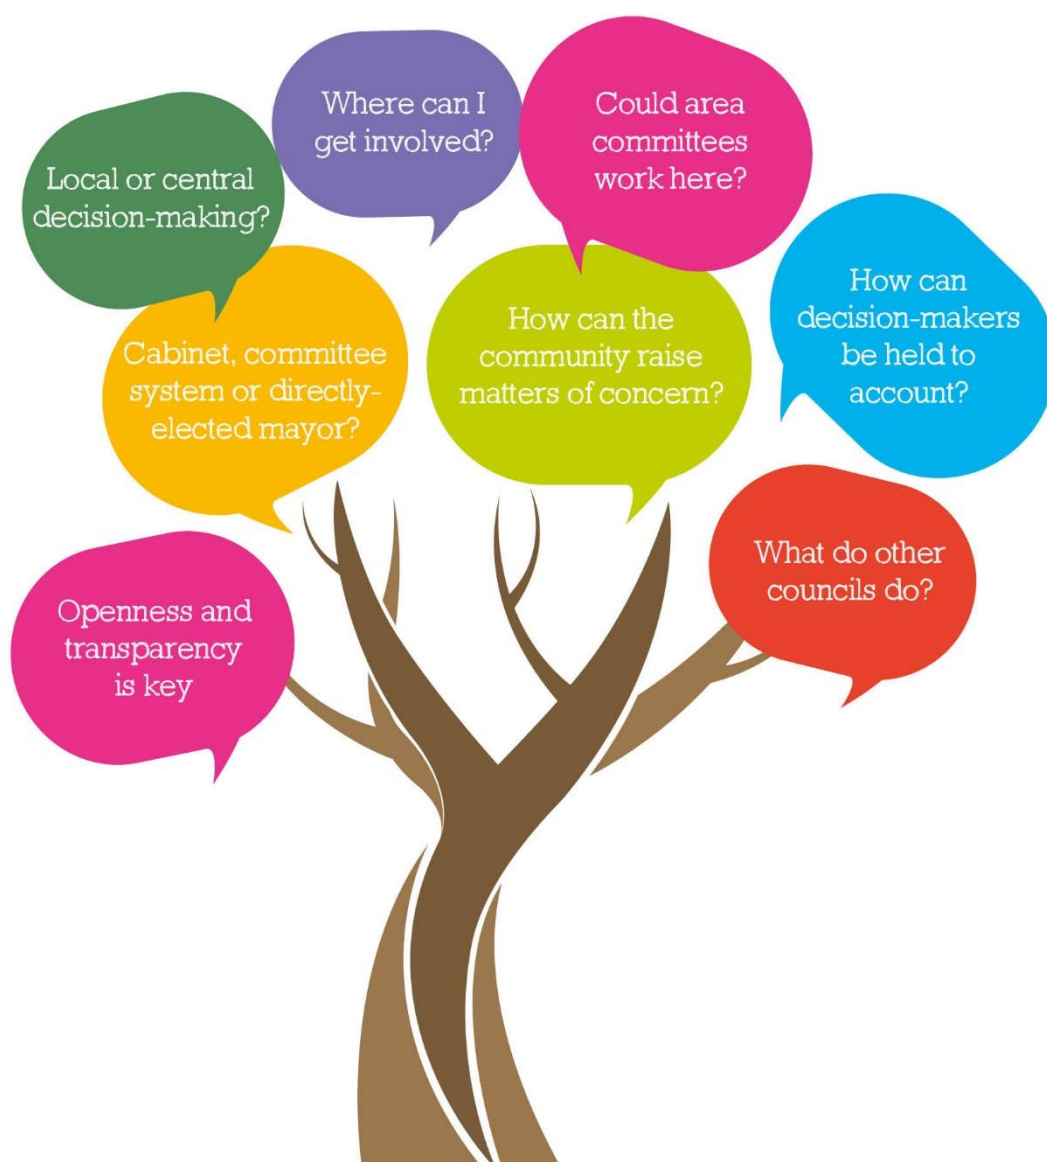 Where can I
get involved?
Could area
committees
work here?
Local or central
decision-making?
How can
decision-makers
be held to
account?
Cabinet, committee
system or directly-
elected mayor?
How can the
community raise
matters of concern?
What do other
councils do?
Openness and
transparency
is key